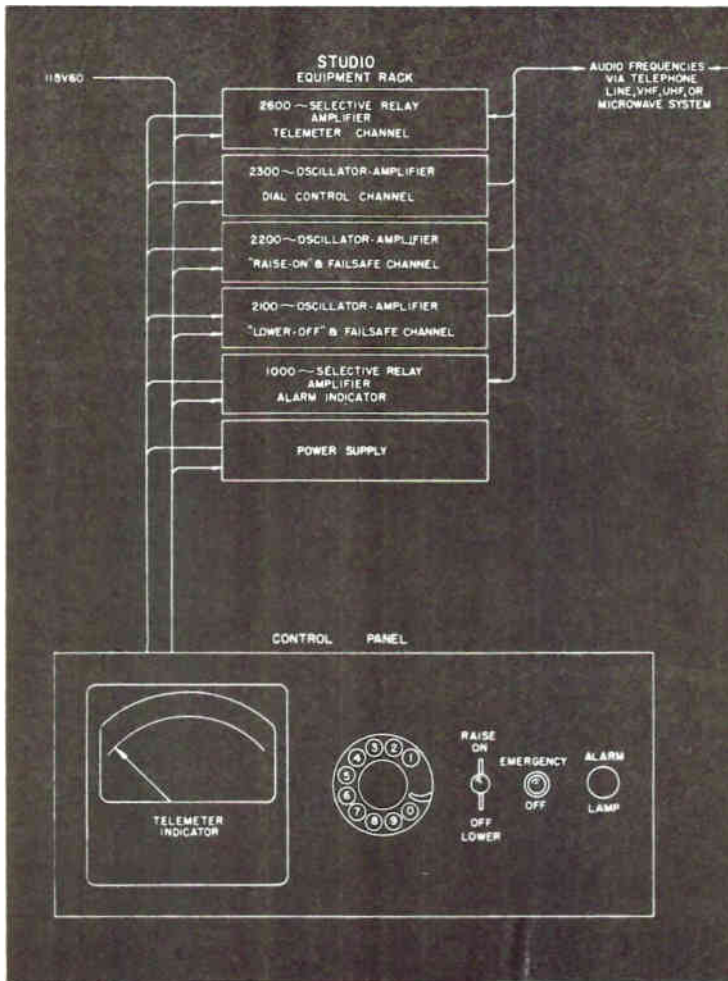 STUDIO
EQUIPMENT RACK
115V60
AUDIO FREQUENCIES
VIA TELEPHONE
LINE, VHF, UHF, OR
MICROWAVE SYSTEM
2600~SELECTIVE RELAY
AMPLIFIER
TELEMETER CHANNEL
2300~OSCILLATOR-AMPLIFIER
DIAL CONTROL CHANNEL
2200~OSCILLATOR-AMPLIFIER
"RAISE-ON" & FAILSAFE CHANNEL
2100~OSCILLATOR-AMPLIFIER
"LOWER-OFF" & FAILSAFE CHANNEL
1000~SELECTIVE RELAY
AMPLIFIER
ALARM INDICATOR
POWER SUPPLY
CONTROL PANEL
TELEMETER
INDICATOR
1
2
3
4
5
6
7
8
9
0
RAISE
ON
OFF
LOWER
EMERGENCY
OFF
ALARM
LAMP